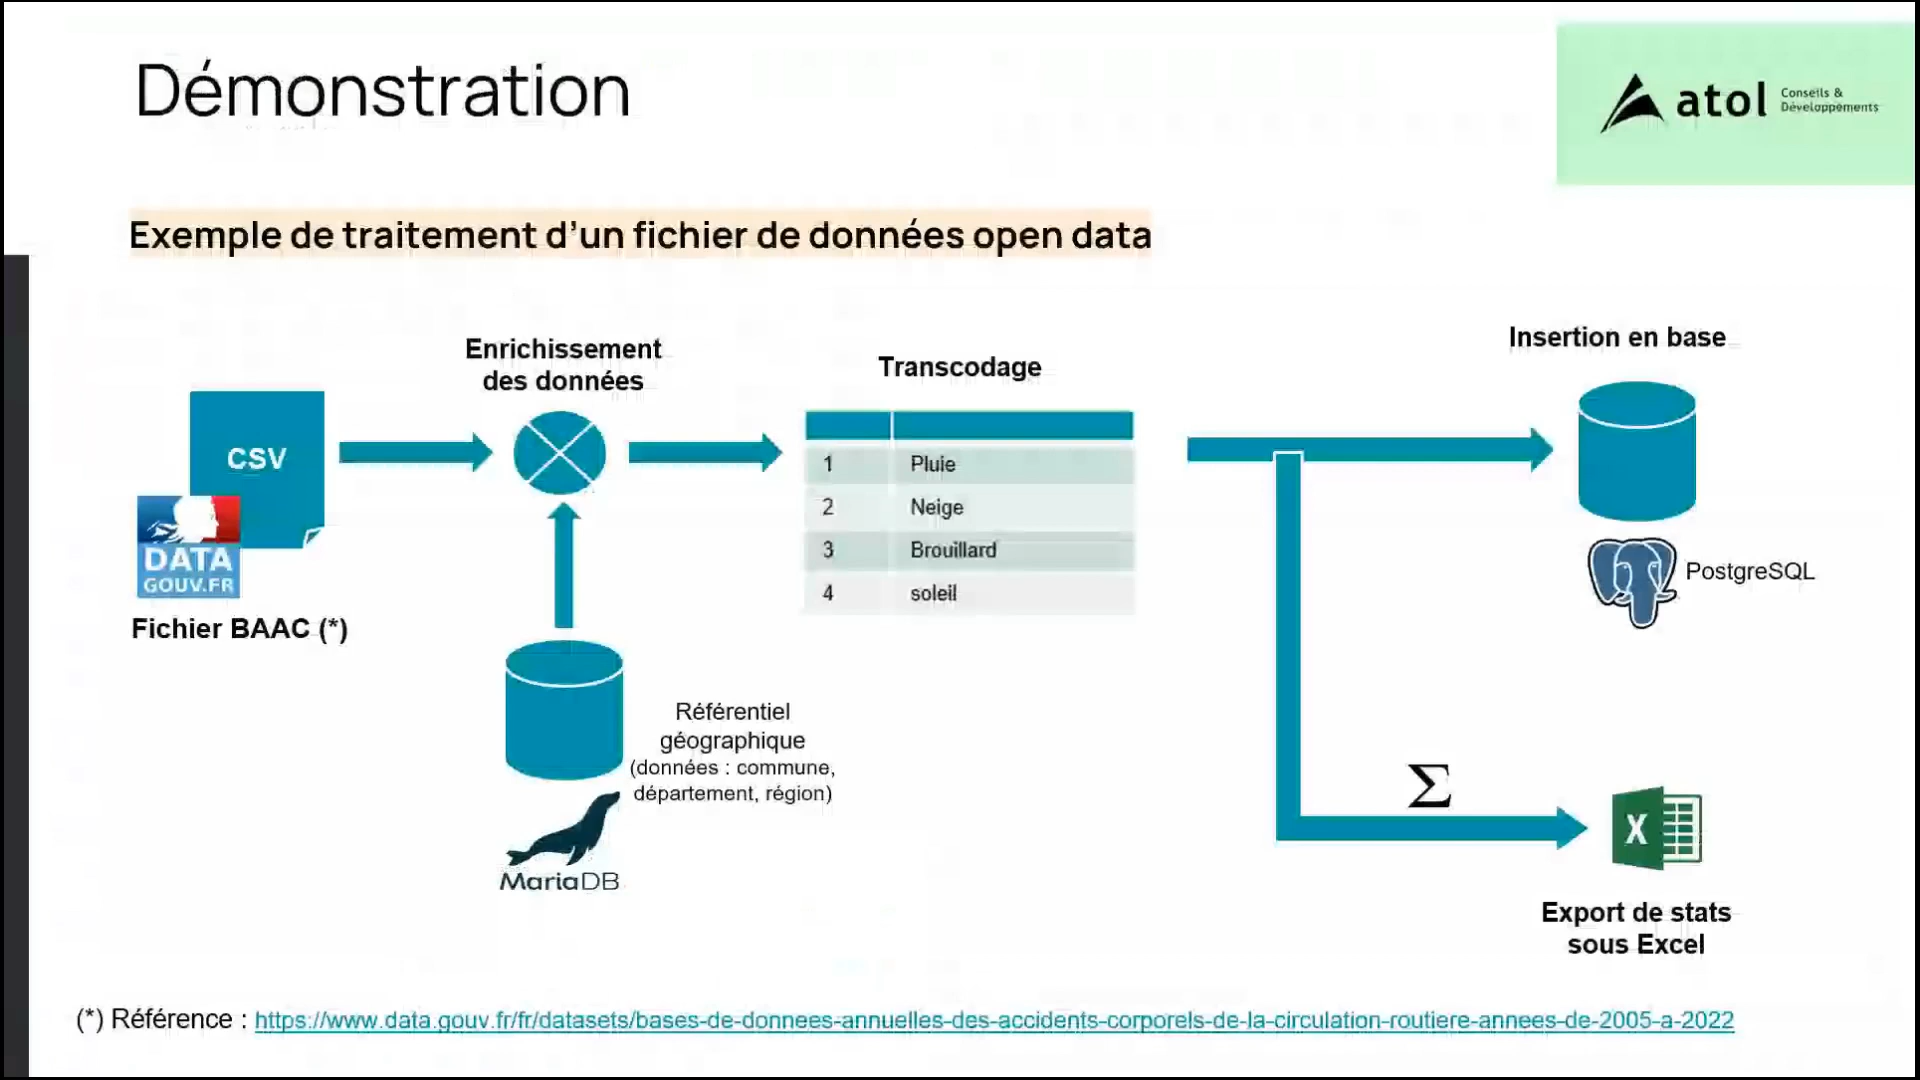 Démonstration
atol Conseils &
Développements
Exemple de traitement d'un fichier de données open data
CSV
DATA
GOUV.FR
Fichier BAAC (*)
Enrichissement
des données
Référentiel
géographique
(données : commune,
département, région)
MariaDB
Transcodage
1 Pluie
2 Neige
3 Brouillard
4 soleil
Insertion en base
PostgreSQL
Σ
X
Export de stats
sous Excel
(*) Référence : https://www.data.gouv.fr/fr/datasets/bases-de-donnees-annuelles-des-accidents-corporels-de-la-circulation-routiere-annees-de-2005-a-2022